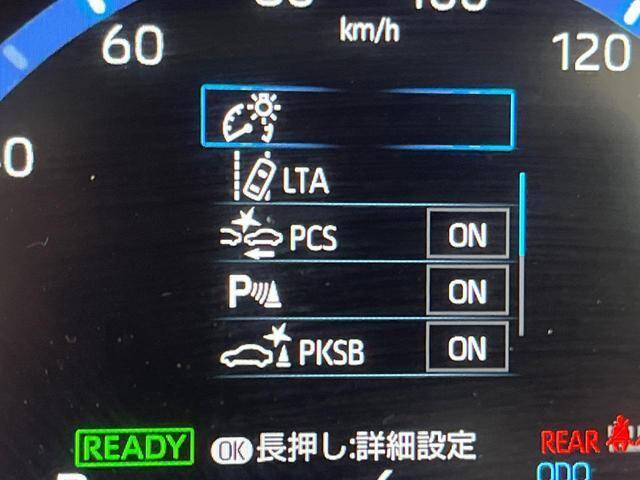 km/h
60
120
LTA
PCS ON
P ON
PKSB ON
READY OK 長押し:詳細設定 REAR
ODO